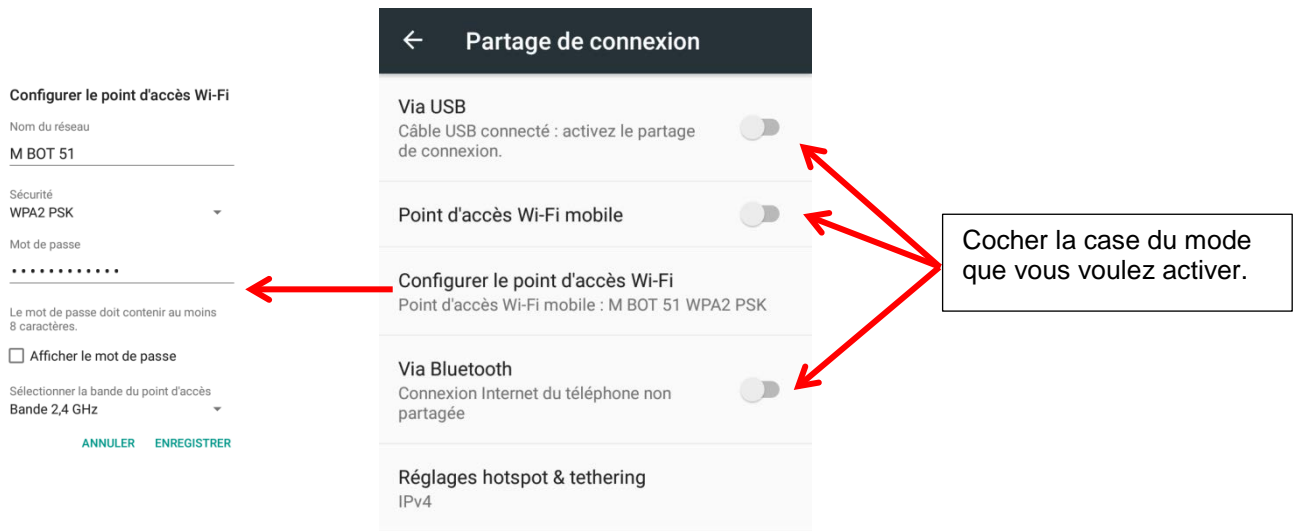 Configurer le point d'accès Wi-Fi
Nom du réseau
M BOT 51
Sécurité
WPA2 PSK
Mot de passe
••••••••••••
Le mot de passe doit contenir au moins
8 caractères.
Afficher le mot de passe
Sélectionner la bande du point d'accès
Bande 2,4 GHz
ANNULER ENREGISTRER
Partage de connexion
Via USB
Câble USB connecté : activez le partage
de connexion.
Point d'accès Wi-Fi mobile
Configurer le point d'accès Wi-Fi
Point d'accès Wi-Fi mobile : M BOT 51 WPA2 PSK
Via Bluetooth
Connexion Internet du téléphone non
partagée
Réglages hotspot & tethering
IPv4
Cocher la case du mode
que vous voulez activer.